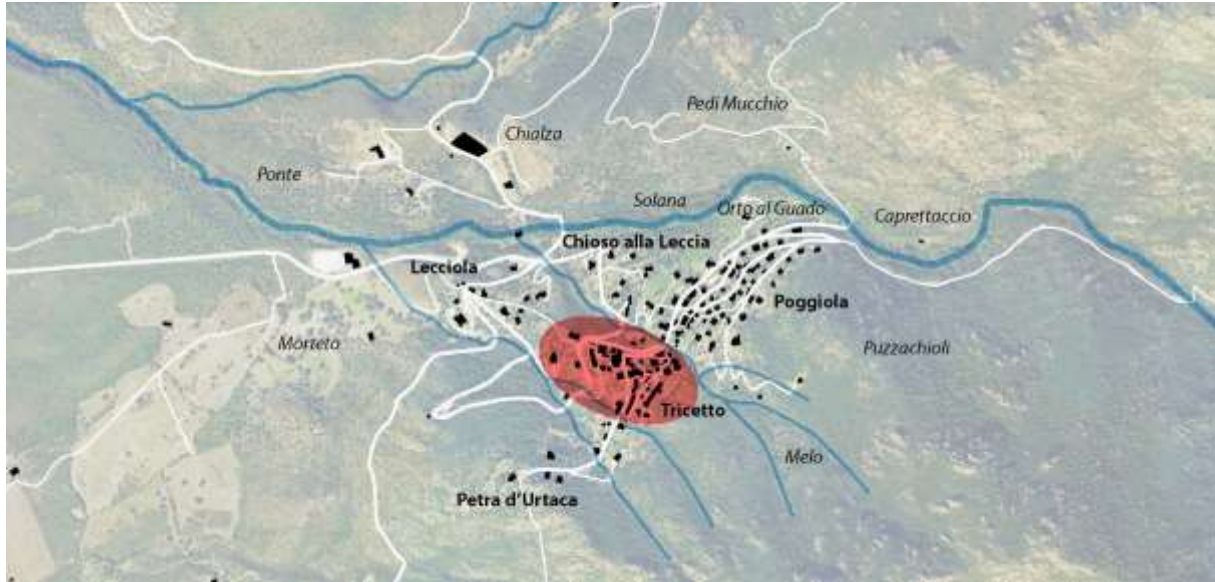 Pedi Mucchio
Chialza
Ponte
Solana
Orto al Guado
Caprettaccio
Chioso alla Leccia
Lecciola
Poggiola
Morteto
Puzzachioli
Tricetto
Melo
Petra d'Urtaca